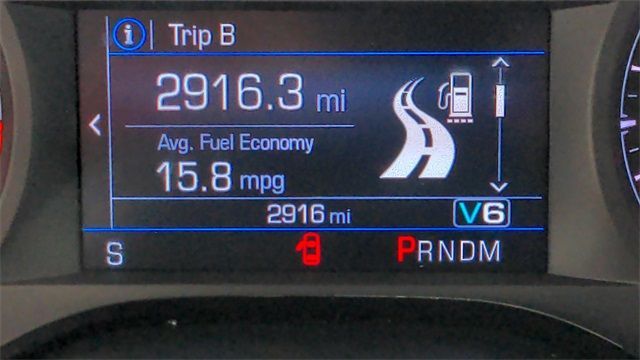 Trip B
2916.3 mi
Avg. Fuel Economy
15.8 mpg
2916 mi
V6
S
PRNDM